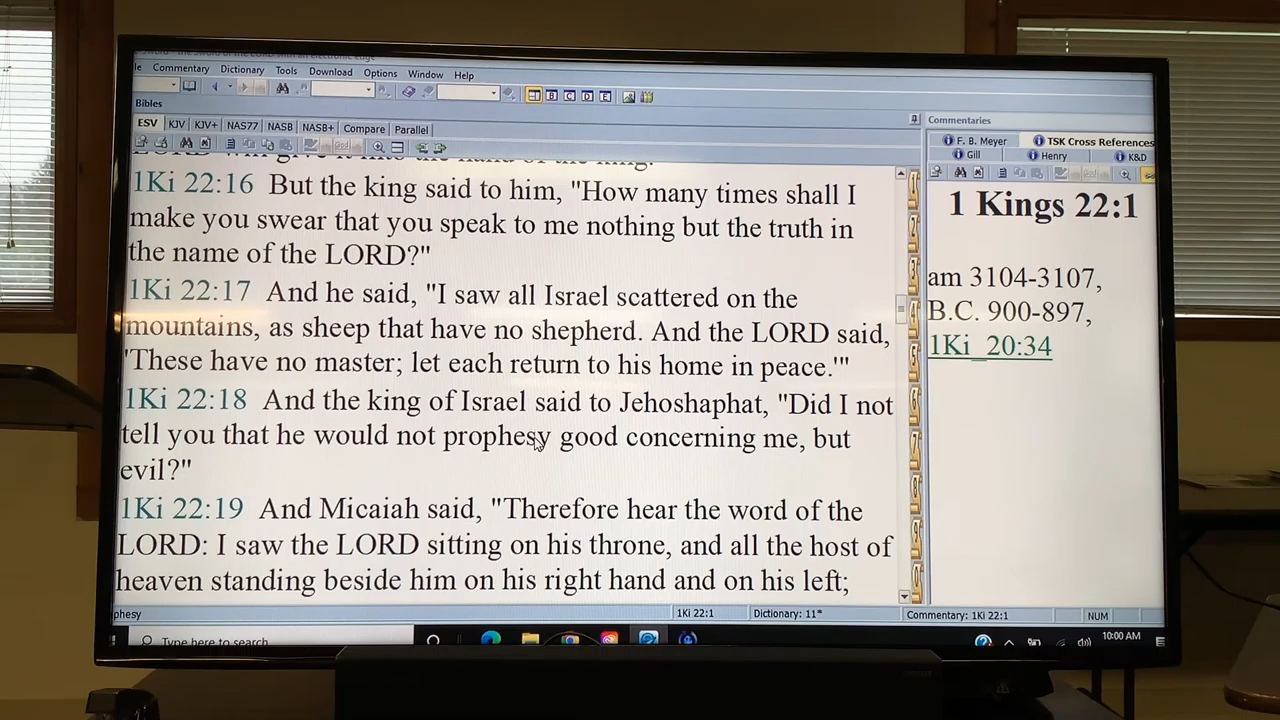 le Commentary Dictionary Tools Download Options Window Help
Bibles
ESV KJV KJV+ NAS77 NASB NASB+ Compare Parallel
1Ki 22:16 But the king said to him, "How many times shall I
make you swear that you speak to me nothing but the truth in
the name of the LORD?"
1Ki 22:17 And he said, "I saw all Israel scattered on the
mountains, as sheep that have no shepherd. And the LORD said,
'These have no master; let each return to his home in peace.'"
1Ki 22:18 And the king of Israel said to Jehoshaphat, "Did I not
tell you that he would not prophesy good concerning me, but
evil?"
1Ki 22:19 And Micaiah said, "Therefore hear the word of the
LORD: I saw the LORD sitting on his throne, and all the host of
heaven standing beside him on his right hand and on his left;
Commentaries
F. B. Meyer TSK Cross References
Gill Henry K&D
1 Kings 22:1
am 3104-3107,
B.C. 900-897,
1Ki_20:34
phesy 1Ki 22:1 Dictionary: 11* Commentary: 1Ki 22:1 NUM
Type here to search 10:00 AM